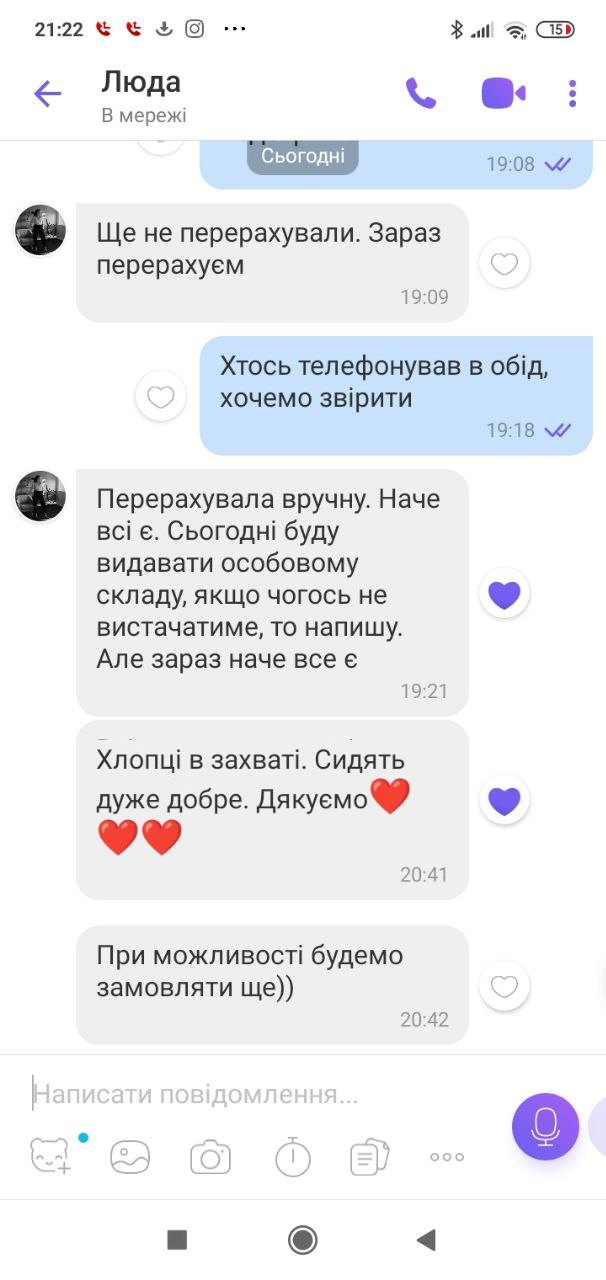 21:22
15
Люда
В мережі
Сьогодні
19:08
Ще не перерахували. Зараз
перерахуєм
19:09
Хтось телефонував в обід,
хочемо звірити
19:18
Перерахувала вручну. Наче
всі є. Сьогодні буду
видавати особовому
складу, якщо чогось не
вистачатиме, то напишу.
Але зараз наче все є
19:21
Хлопці в захваті. Сидять
дуже добре. Дякуємо❤️
❤️❤️
20:41
При можливості будемо
замовляти ще))
20:42
Написати повідомлення...